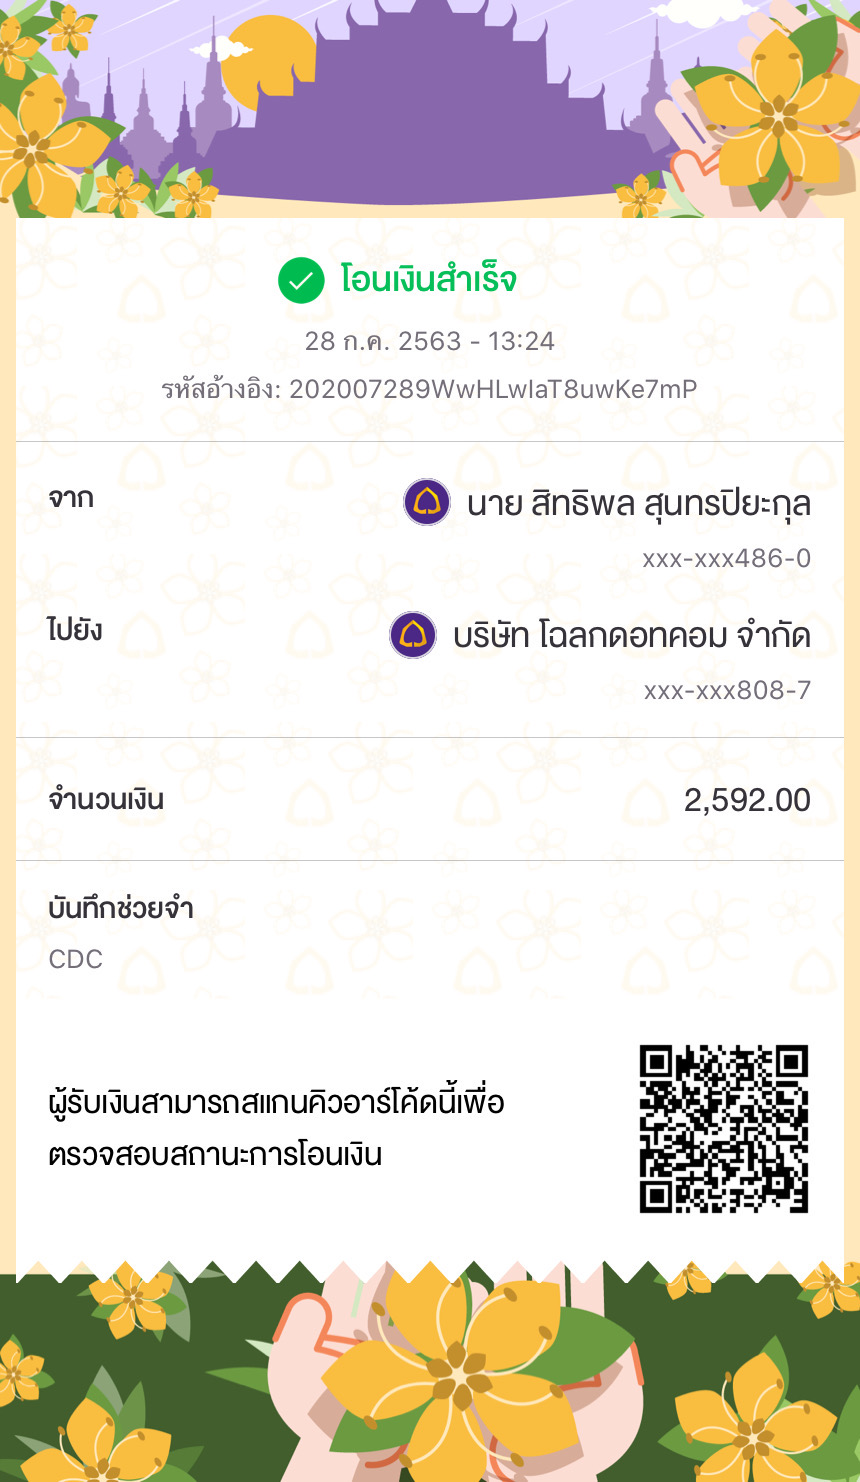 โอนเงินสำเร็จ
28 ก.ค. 2563 - 13:24
รหัสอ้างอิง: 202007289WwHLwIaT8uwKe7mP
จาก
นาย สิทธิพล สุนทรปิยะกุล
xxx-xxx486-0
ไปยัง
บริษัท โฉลกดอทคอม จำกัด
xxx-xxx808-7
จำนวนเงิน
2,592.00
บันทึกช่วยจำ
CDC
ผู้รับเงินสามารถสแกนคิวอาร์โค้ดนี้เพื่อ
ตรวจสอบสถานะการโอนเงิน